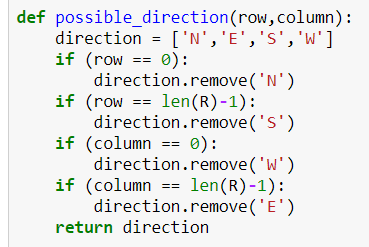 def possible_direction(row,column):
    direction = ['N','E','S','W']
    if (row == 0):
        direction.remove('N')
    if (row == len(R)-1):
        direction.remove('S')
    if (column == 0):
        direction.remove('W')
    if (column == len(R)-1):
        direction.remove('E')
    return direction